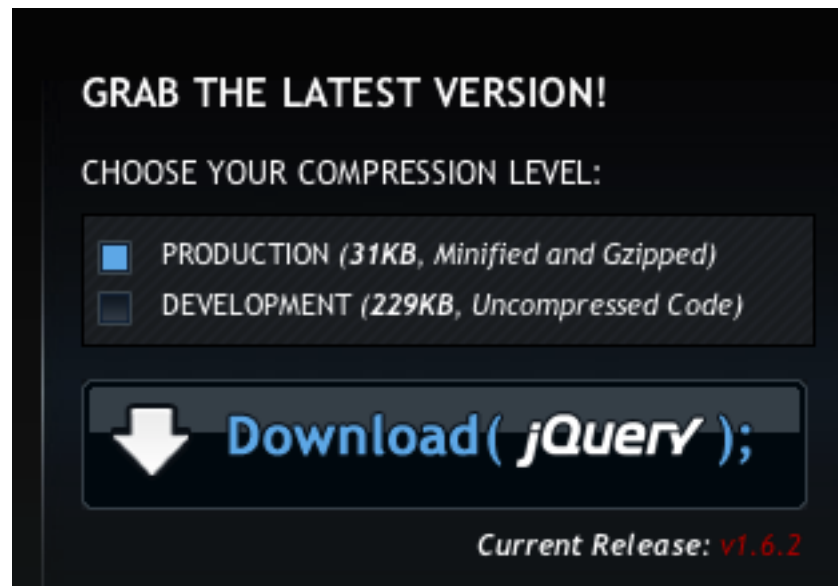 GRAB THE LATEST VERSION!
CHOOSE YOUR COMPRESSION LEVEL:
PRODUCTION (31KB, Minified and Gzipped)
DEVELOPMENT (229KB, Uncompressed Code)
Download( jQuery );
Current Release: v1.6.2